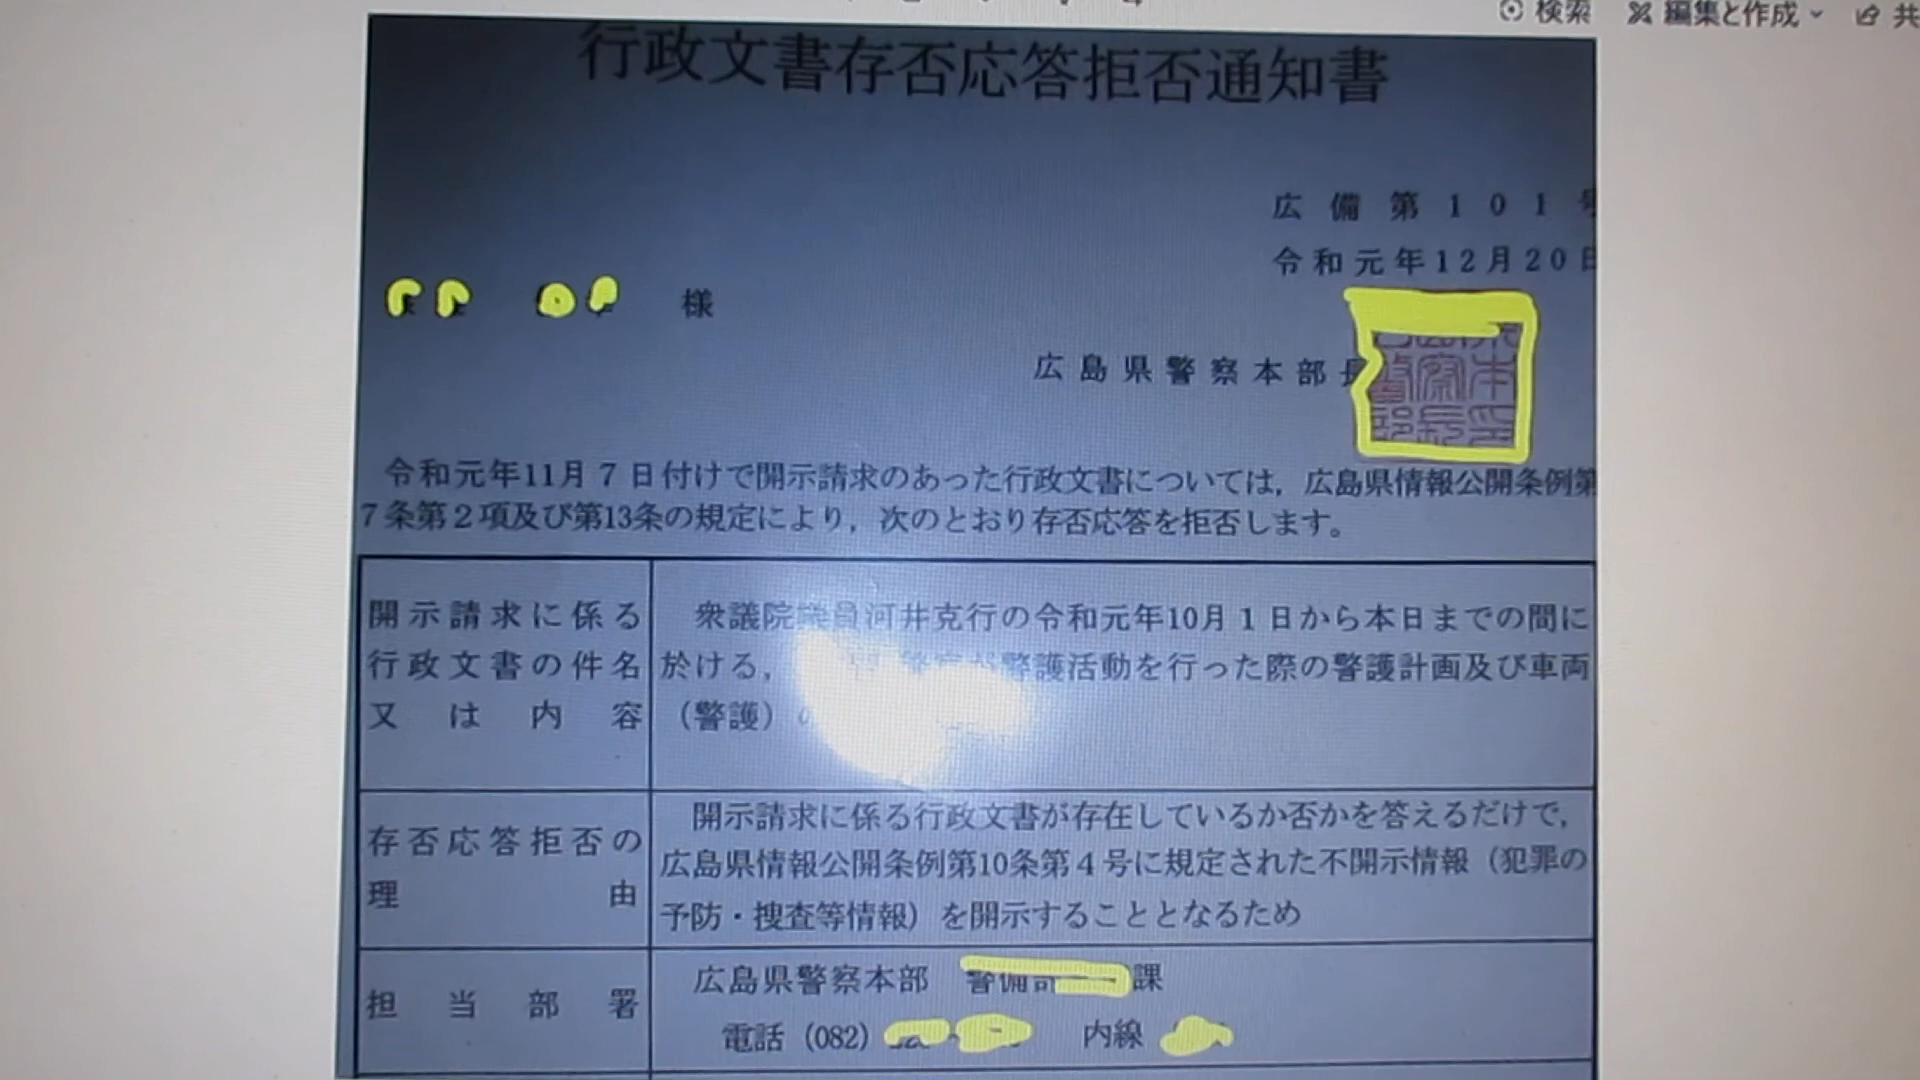 検索 編集と作成 共
行政文書存否応答拒否通知書
広備第101号
令和元年12月20日
様
広島県警察本部長
令和元年11月7日付けで開示請求のあった行政文書については，広島県情報公開条例第
7条第2項及び第13条の規定により，次のとおり存否応答を拒否します。
開示請求に係る
行政文書の件名
又は内容
衆議院議員河井克行の令和元年10月1日から本日までの間に
於ける， 警護活動を行った際の警護計画及び車両
（警護）
存否応答拒否の
理由
開示請求に係る行政文書が存在しているか否かを答えるだけで，
広島県情報公開条例第10条第4号に規定された不開示情報（犯罪の
予防・捜査等情報）を開示することとなるため
担当部署
広島県警察本部 警備 課
電話 (082) 内線